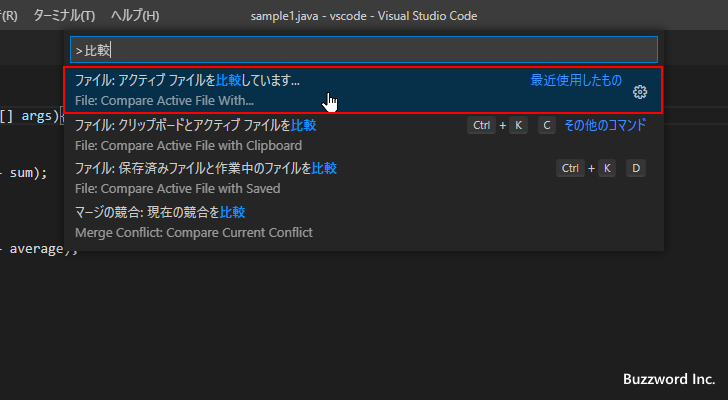 (R) ターミナル(T) ヘルプ(H) sample1.java - vscode - Visual Studio Code
>比較
ファイル: アクティブ ファイルを比較しています... 最近使用したもの
File: Compare Active File With...
[] args){
ファイル: クリップボードとアクティブ ファイルを比較 Ctrl + K C その他のコマンド
File: Compare Active File with Clipboard
ファイル: 保存済みファイルと作業中のファイルを比較 Ctrl + K D
sum);
File: Compare Active File with Saved
マージの競合: 現在の競合を比較
Merge Conflict: Compare Current Conflict
average);
Buzzword Inc.